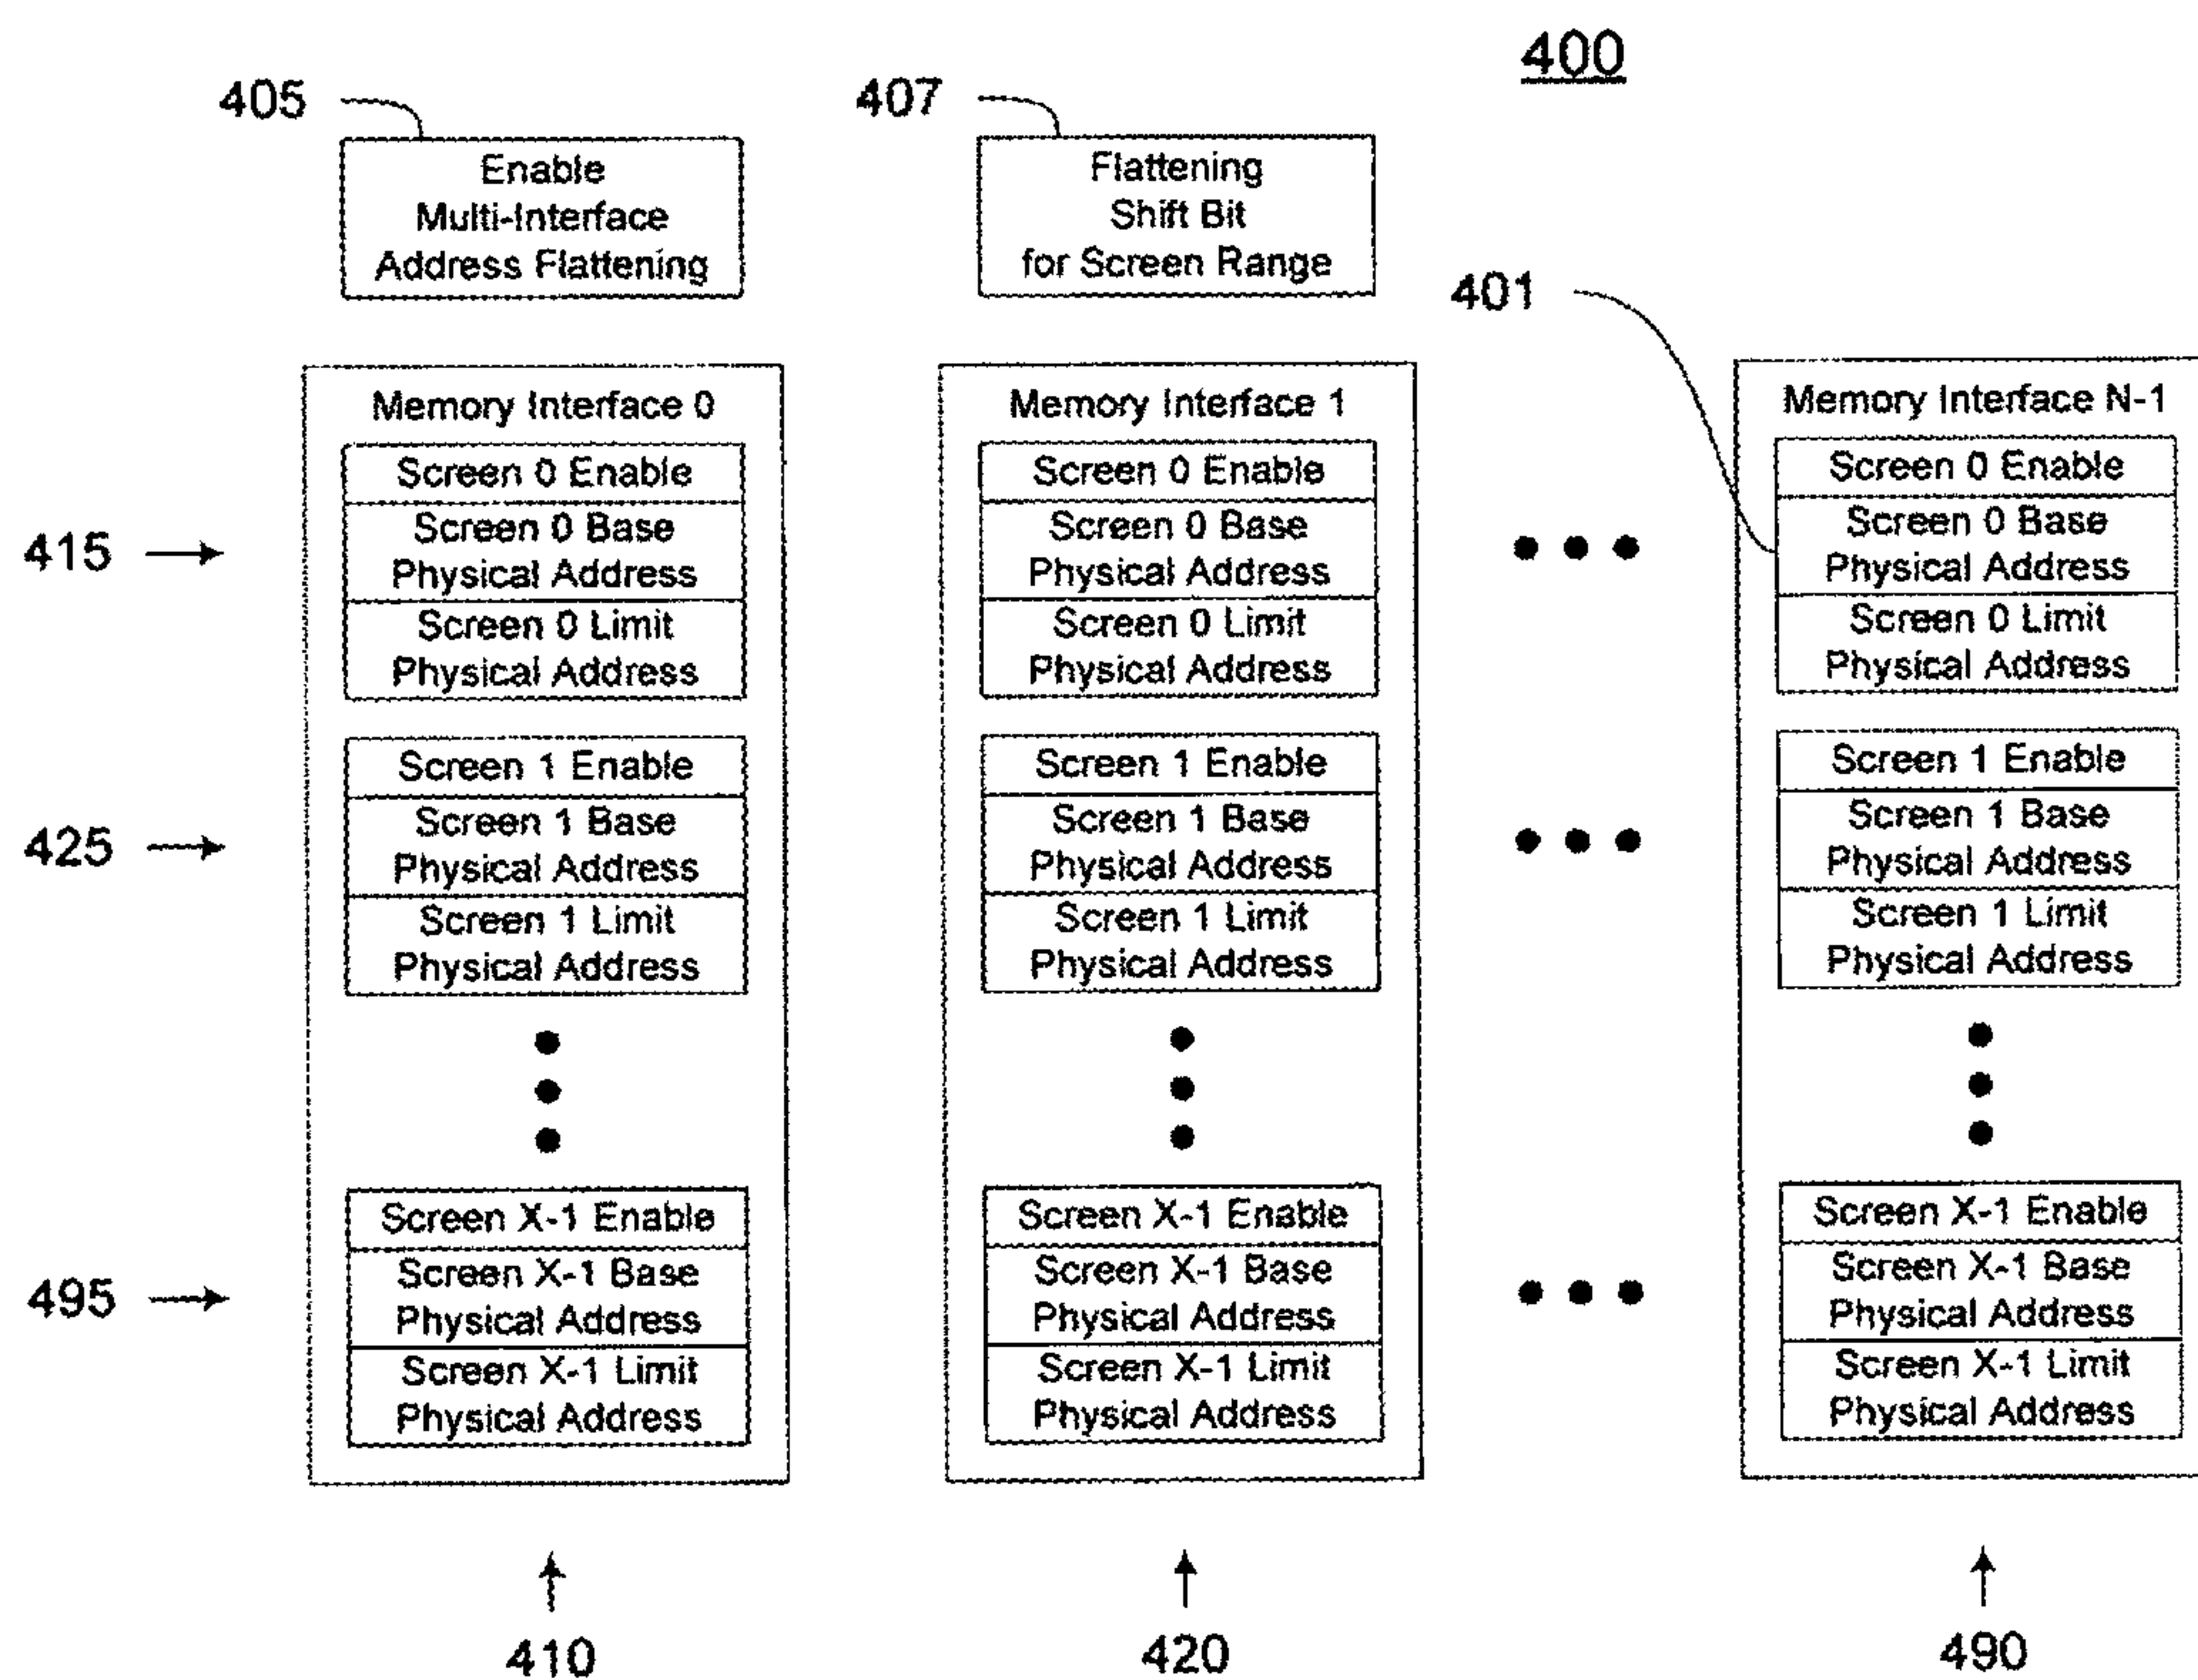 400
405
407
Enable
Multi-Interface
Address Flattening
Flattening
Shift Bit
for Screen Range
401
Memory Interface 0
Screen 0 Enable
Screen 0 Base
Physical Address
Screen 0 Limit
Physical Address
Screen 1 Enable
Screen 1 Base
Physical Address
Screen 1 Limit
Physical Address
Screen X-1 Enable
Screen X-1 Base
Physical Address
Screen X-1 Limit
Physical Address
Memory Interface 1
Screen 0 Enable
Screen 0 Base
Physical Address
Screen 0 Limit
Physical Address
Screen 1 Enable
Screen 1 Base
Physical Address
Screen 1 Limit
Physical Address
Screen X-1 Enable
Screen X-1 Base
Physical Address
Screen X-1 Limit
Physical Address
Memory Interface N-1
Screen 0 Enable
Screen 0 Base
Physical Address
Screen 0 Limit
Physical Address
Screen 1 Enable
Screen 1 Base
Physical Address
Screen 1 Limit
Physical Address
Screen X-1 Enable
Screen X-1 Base
Physical Address
Screen X-1 Limit
Physical Address
415
425
495
410
420
490